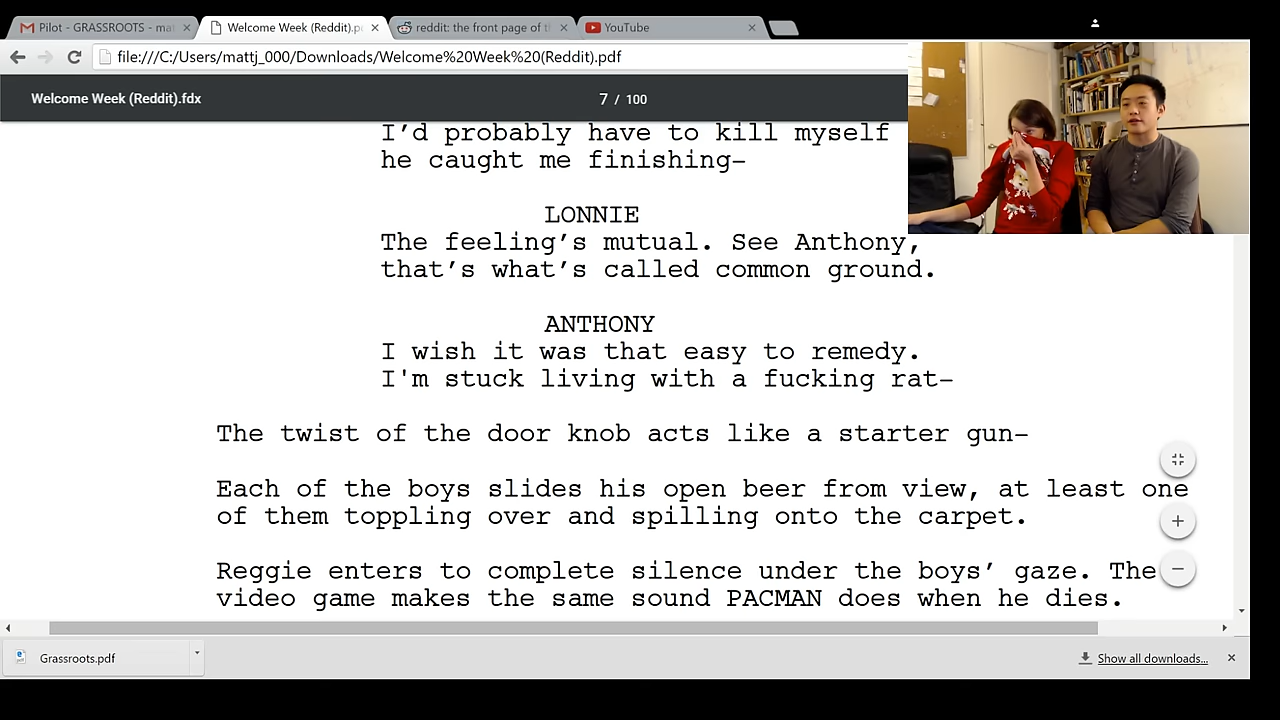 Pilot - GRASSROOTS - ma
Welcome Week (Reddit).p
reddit: the front page of t
YouTube
file:///C:/Users/mattj_000/Downloads/Welcome%20Week%20(Reddit).pdf
Welcome Week (Reddit).fdx
7 / 100
I’d probably have to kill myself
he caught me finishing–
LONNIE
The feeling’s mutual. See Anthony,
that’s what’s called common ground.
ANTHONY
I wish it was that easy to remedy.
I'm stuck living with a fucking rat–
The twist of the door knob acts like a starter gun–
Each of the boys slides his open beer from view, at least one
of them toppling over and spilling onto the carpet.
Reggie enters to complete silence under the boys’ gaze. The
video game makes the same sound PACMAN does when he dies.
Grassroots.pdf
Show all downloads...